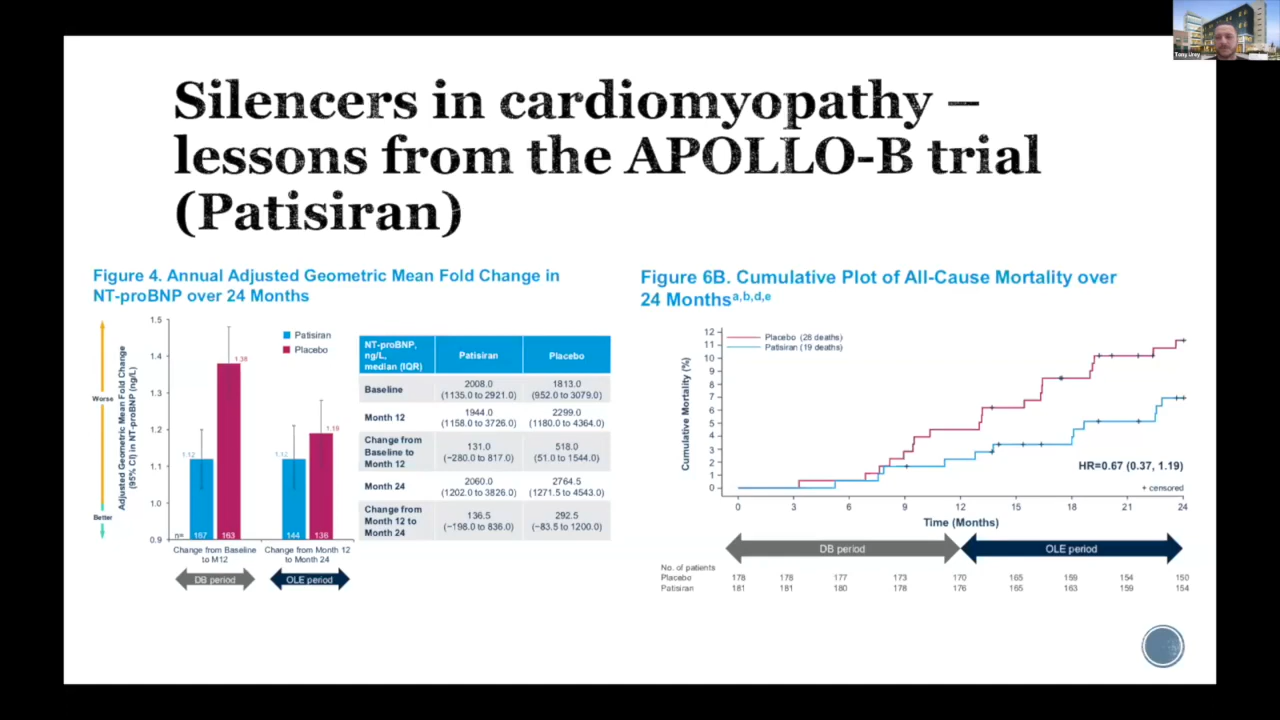 Tony Urey
Silencers in cardiomyopathy –
lessons from the APOLLO-B trial
(Patisiran)
Figure 4. Annual Adjusted Geometric Mean Fold Change in
NT-proBNP over 24 Months
Worse
Better
Adjusted Geometric Mean Fold Change
(95% CI) in NT-proBNP (ng/L)
1.5
1.4
1.3
1.2
1.1
1.0
0.9
Patisiran
Placebo
1.12
1.38
1.12
1.19
n=
187
163
144
136
Change from Baseline
to M12
Change from Month 12
to Month 24
DB period
OLE period
NT-proBNP,
ng/L,
median (IQR)
Patisiran
Placebo
Baseline
2008.0
(1135.0 to 2921.0)
1813.0
(952.0 to 3079.0)
Month 12
1944.0
(1158.0 to 3726.0)
2299.0
(1180.0 to 4364.0)
Change from
Baseline to
Month 12
131.0
(−280.0 to 817.0)
518.0
(51.0 to 1544.0)
Month 24
2060.0
(1202.0 to 3826.0)
2764.5
(1271.5 to 4543.0)
Change from
Month 12 to
Month 24
136.5
(−198.0 to 836.0)
292.5
(−83.5 to 1200.0)
Figure 6B. Cumulative Plot of All-Cause Mortality over
24 Months a,b,d,e
Cumulative Mortality (%)
12
11
10
9
8
7
6
5
4
3
2
1
0
Placebo (28 deaths)
Patisiran (19 deaths)
HR=0.67 (0.37, 1.19)
+ censored
0 3 6 9 12 15 18 21 24
Time (Months)
DB period
OLE period
No. of patients
Placebo 178 178 177 173 170 165 159 154 150
Patisiran 181 181 180 178 176 165 163 159 154